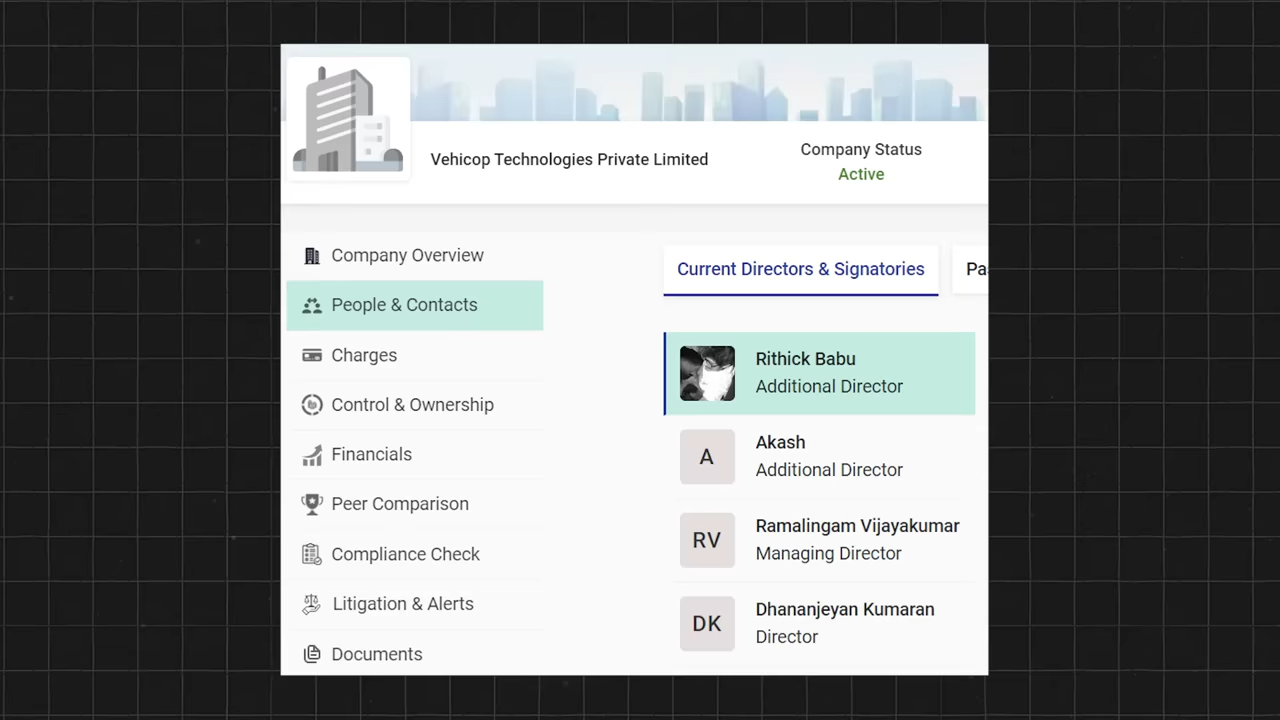 Vehicop Technologies Private Limited
Company Status
Active
Company Overview
People & Contacts
Charges
Control & Ownership
Financials
Peer Comparison
Compliance Check
Litigation & Alerts
Documents
Current Directors & Signatories
Pa
Rithick Babu
Additional Director
A
Akash
Additional Director
RV
Ramalingam Vijayakumar
Managing Director
DK
Dhananjeyan Kumaran
Director